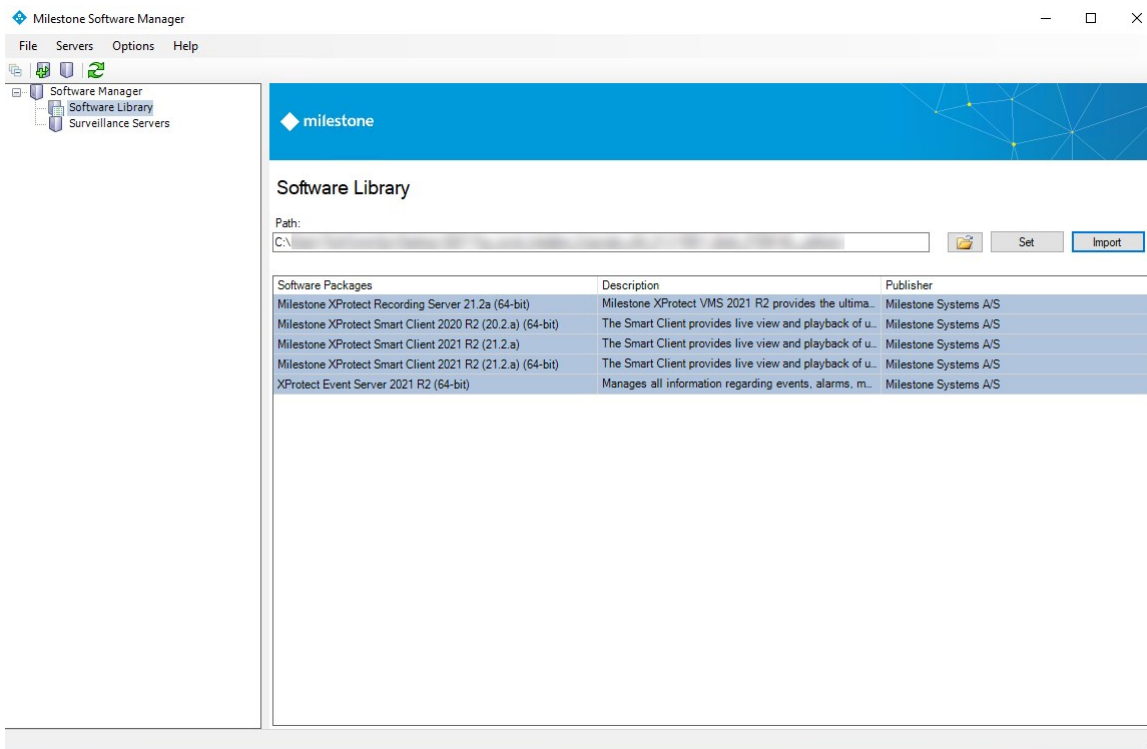 Milestone Software Manager
File Servers Options Help
Software Manager
Software Library
Surveillance Servers
milestone
Software Library
Path:
C:\
Set
Import
Software Packages Description Publisher
Milestone XProtect Recording Server 21.2a (64-bit) Milestone XProtect VMS 2021 R2 provides the ultima... Milestone Systems A/S
Milestone XProtect Smart Client 2020 R2 (20.2.a) (64-bit) The Smart Client provides live view and playback of u... Milestone Systems A/S
Milestone XProtect Smart Client 2021 R2 (21.2.a) The Smart Client provides live view and playback of u... Milestone Systems A/S
Milestone XProtect Smart Client 2021 R2 (21.2.a) (64-bit) The Smart Client provides live view and playback of u... Milestone Systems A/S
XProtect Event Server 2021 R2 (64-bit) Manages all information regarding events, alarms, m... Milestone Systems A/S